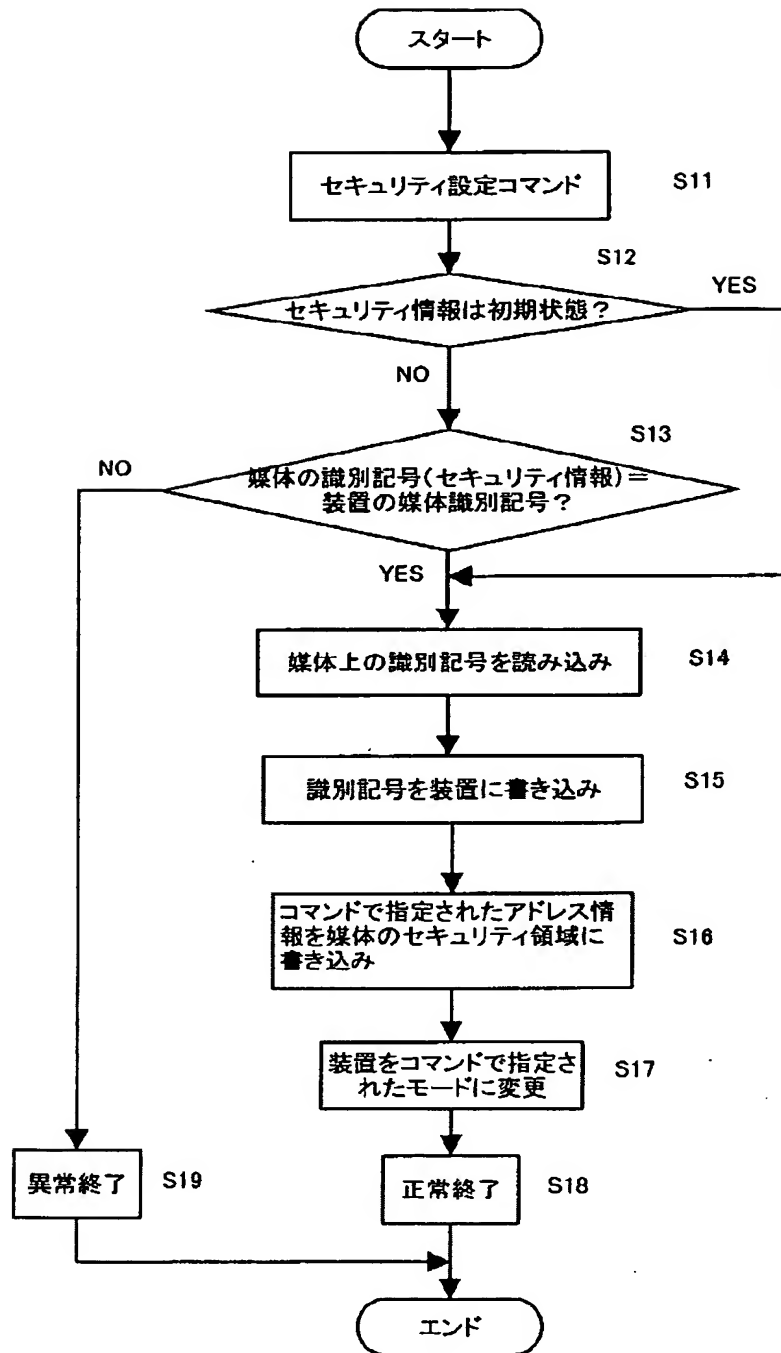 スタート
セキュリティ設定コマンド
S11
S12
セキュリティ情報は初期状態?
YES
NO
S13
NO
媒体の識別記号(セキュリティ情報)=
装置の媒体識別記号?
YES
媒体上の識別記号を読み込み
S14
識別記号を装置に書き込み
S15
コマンドで指定されたアドレス情
報を媒体のセキュリティ領域に
書き込み
S16
装置をコマンドで指定さ
れたモードに変更
S17
異常終了
S19
正常終了
S18
エンド